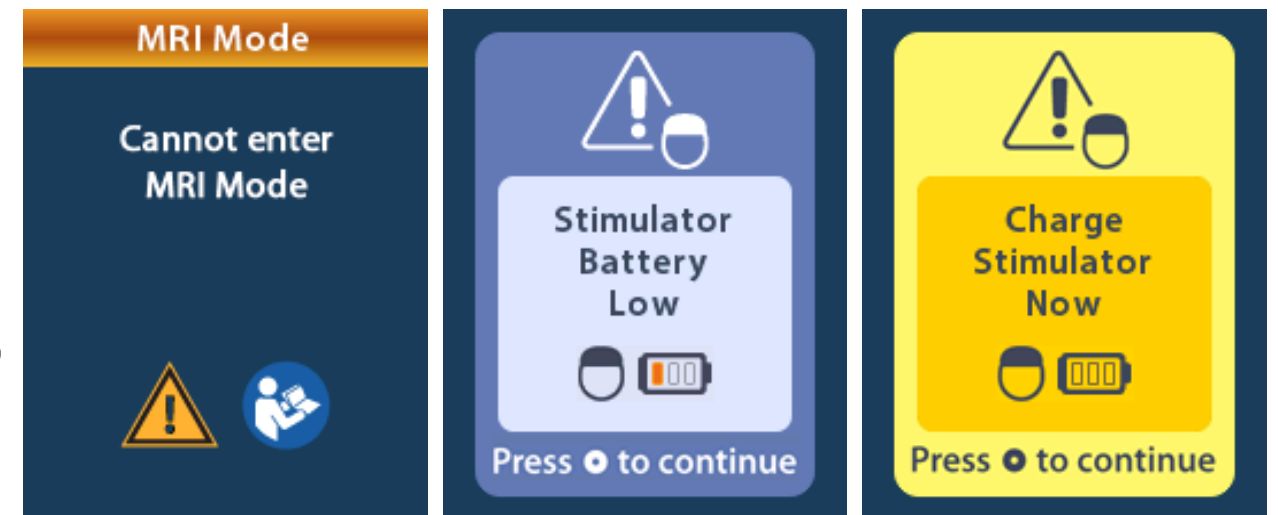 MRI Mode
Cannot enter
MRI Mode
Stimulator
Battery
Low
Press to continue
Charge
Stimulator
Now
Press to continue